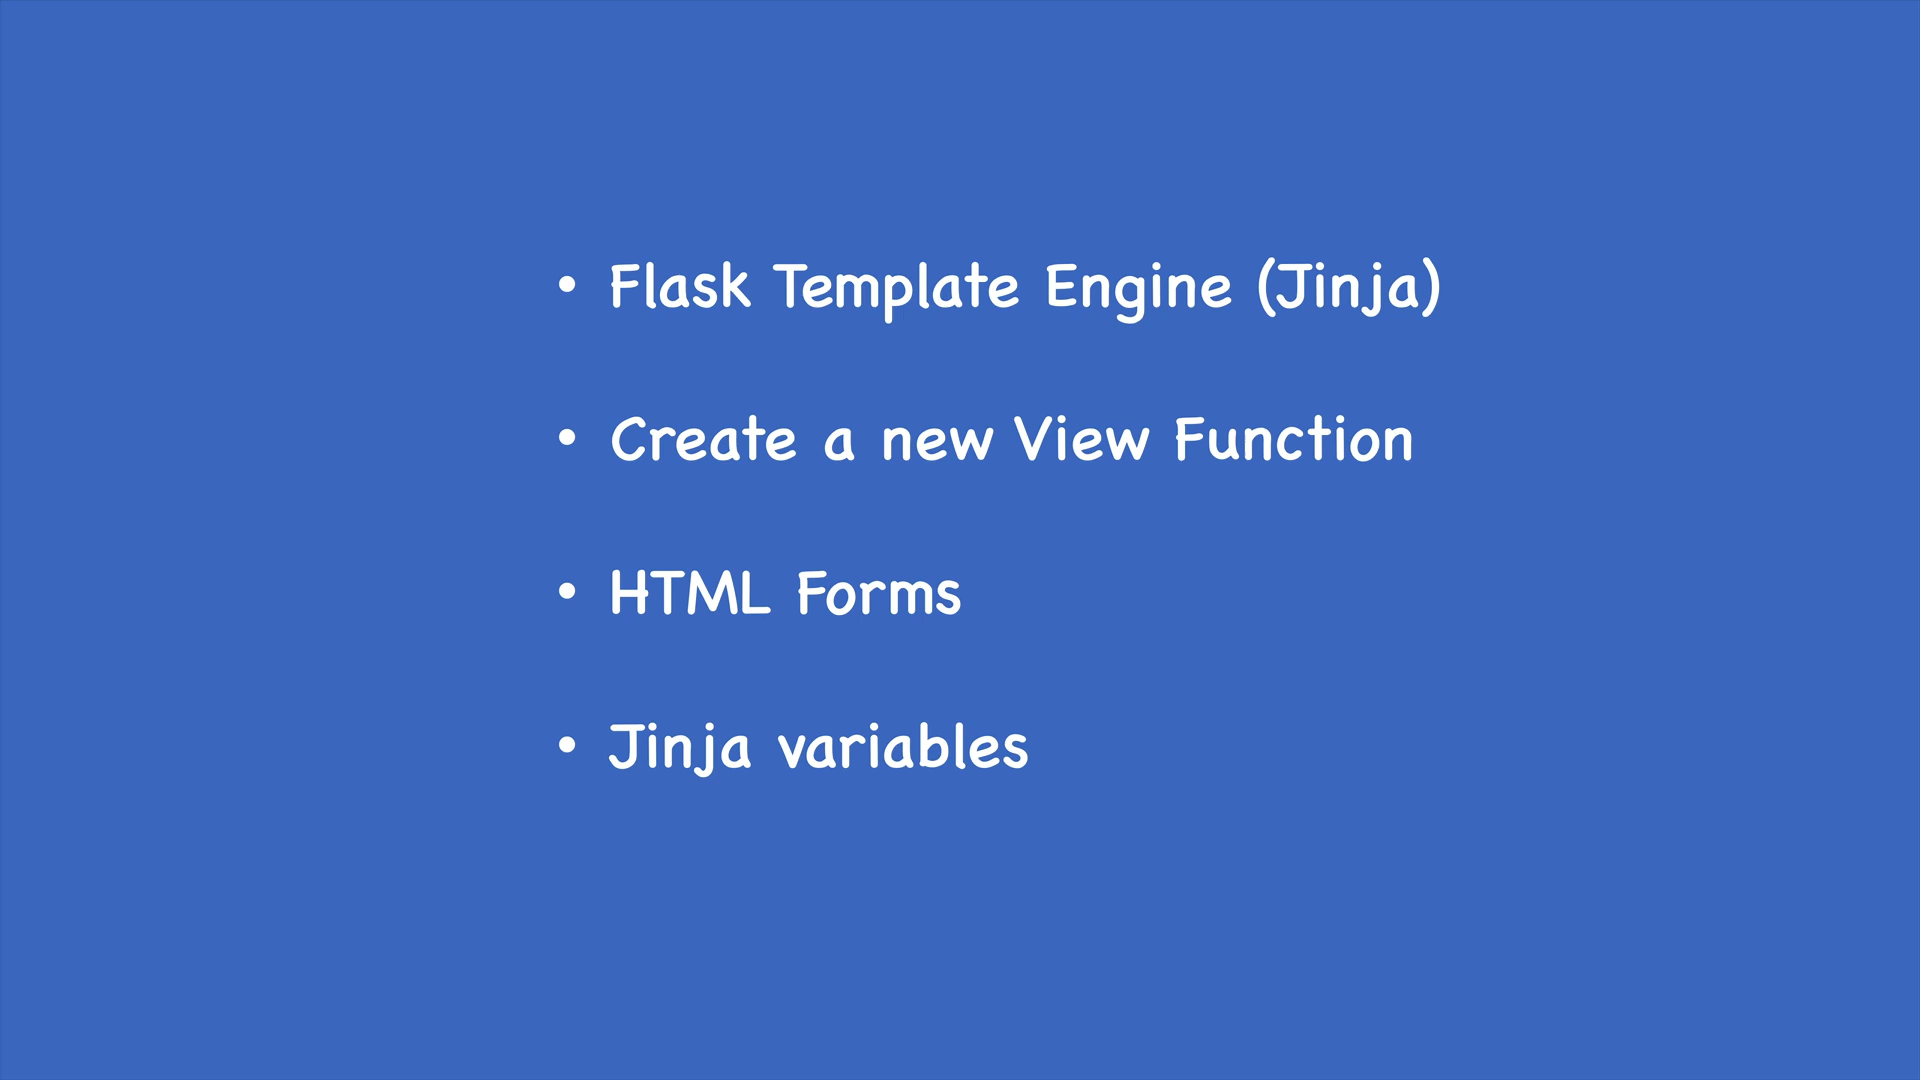 • Flask Template Engine (Jinja)
• Create a new View Function
• HTML Forms
• Jinja variables